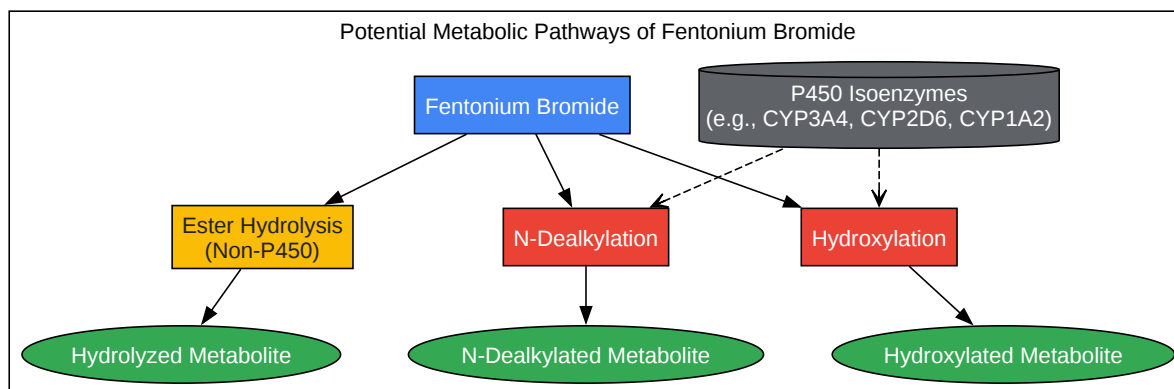 Potential Metabolic Pathways of Fentonium Bromide
Fentonium Bromide
P450 Isoenzymes
(e.g., CYP3A4, CYP2D6, CYP1A2)
Ester Hydrolysis
(Non-P450)
N-Dealkylation
Hydroxylation
Hydrolyzed Metabolite
N-Dealkylated Metabolite
Hydroxylated Metabolite